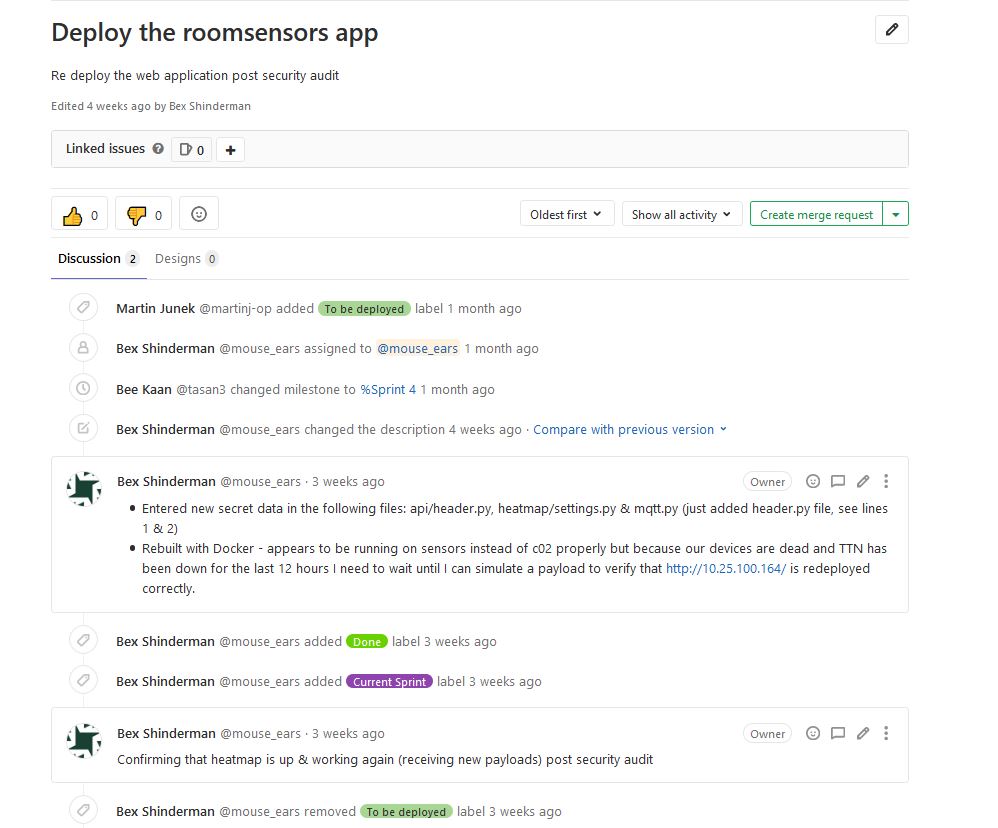 Deploy the roomsensors app
Re deploy the web application post security audit
Edited 4 weeks ago by Bex Shinderman
Linked issues ? 0 +
0 0
Oldest first Show all activity Create merge request
Discussion 2 Designs 0
Martin Junek @martinj-op added To be deployed label 1 month ago
Bex Shinderman @mouse_ears assigned to @mouse_ears 1 month ago
Bee Kaan @tasan3 changed milestone to %Sprint 4 1 month ago
Bex Shinderman @mouse_ears changed the description 4 weeks ago · Compare with previous version
Bex Shinderman @mouse_ears · 3 weeks ago Owner
• Entered new secret data in the following files: api/header.py, heatmap/settings.py & mqtt.py (just added header.py file, see lines
1 & 2)
• Rebuilt with Docker - appears to be running on sensors instead of c02 properly but because our devices are dead and TTN has
been down for the last 12 hours I need to wait until I can simulate a payload to verify that http://10.25.100.164/ is redeployed
correctly.
Bex Shinderman @mouse_ears added Done label 3 weeks ago
Bex Shinderman @mouse_ears added Current Sprint label 3 weeks ago
Bex Shinderman @mouse_ears · 3 weeks ago Owner
Confirming that heatmap is up & working again (receiving new payloads) post security audit
Bex Shinderman @mouse_ears removed To be deployed label 3 weeks ago